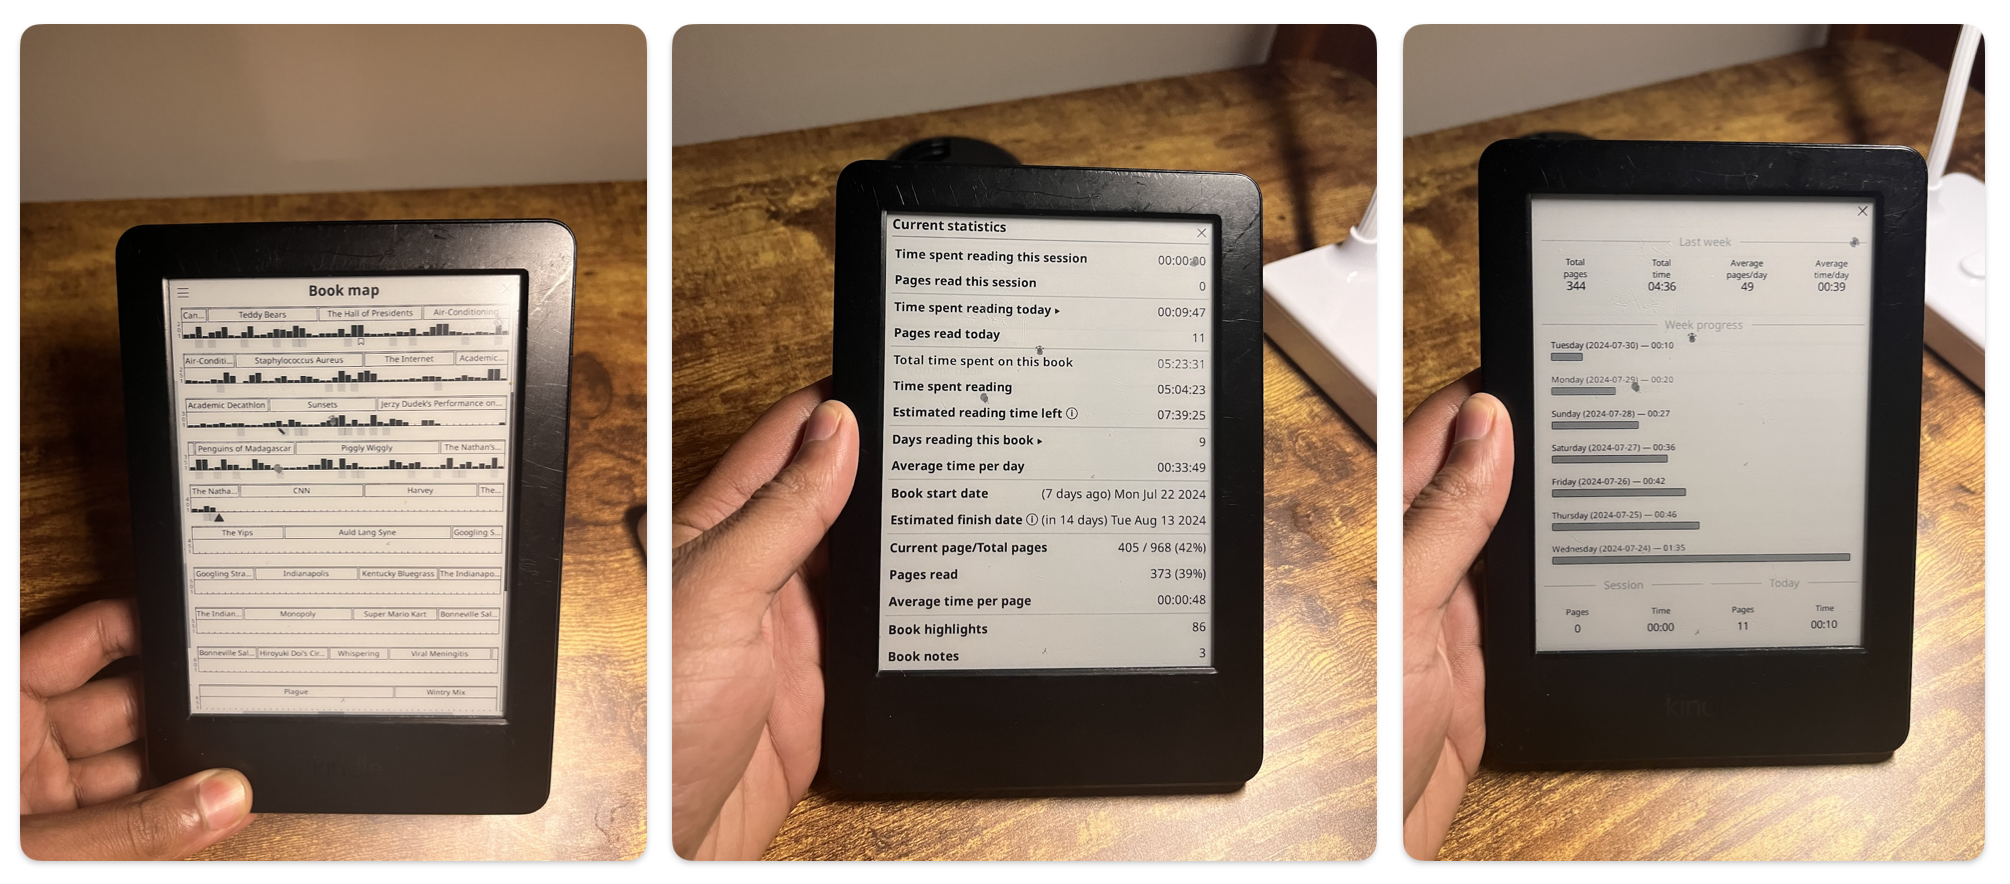 Book map
Can... Teddy Bears The Hall of Presidents Air-Conditioning
Air-Conditi... Staphylococcus Aureus The Internet Academic...
Academic Decathlon Sunsets Jerzy Dudek's Performance on...
Penguins of Madagascar Piggly Wiggly The Nathan's...
The Natha... CNN Harvey The...
The Yips Auld Lang Syne Googling S...
Googling Stra... Indianapolis Kentucky Bluegrass The Indianapo...
The Indian... Monopoly Super Mario Kart Bonneville Sal...
Bonneville Sal... Hiroyuki Doi's Cir... Whispering Viral Meningitis
Plague Wintry Mix
kindle
Current statistics
Time spent reading this session 00:00:00
Pages read this session 0
Time spent reading today ▸ 00:09:47
Pages read today 11
Total time spent on this book 05:23:31
Time spent reading 05:04:23
Estimated reading time left ⓘ 07:39:25
Days reading this book ▸ 9
Average time per day 00:33:49
Book start date (7 days ago) Mon Jul 22 2024
Estimated finish date ⓘ (in 14 days) Tue Aug 13 2024
Current page/Total pages 405 / 968 (42%)
Pages read 373 (39%)
Average time per page 00:00:48
Book highlights 86
Book notes 3
Last week
Total pages Total time Average pages/day Average time/day
344 04:36 49 00:39
Week progress
Tuesday (2024-07-30) — 00:10
Monday (2024-07-29) — 00:20
Sunday (2024-07-28) — 00:27
Saturday (2024-07-27) — 00:36
Friday (2024-07-26) — 00:42
Thursday (2024-07-25) — 00:46
Wednesday (2024-07-24) — 01:35
Session Today
Pages Time Pages Time
0 00:00 11 00:10
kindle